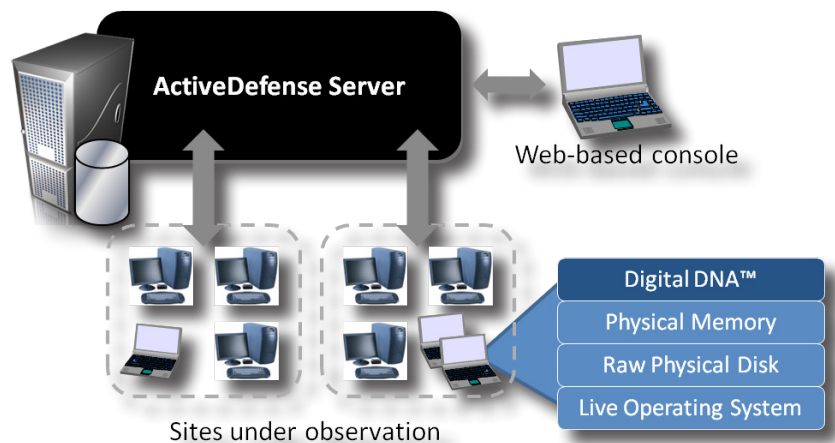 ActiveDefense Server
Web-based console
Digital DNA™
Physical Memory
Raw Physical Disk
Live Operating System
Sites under observation